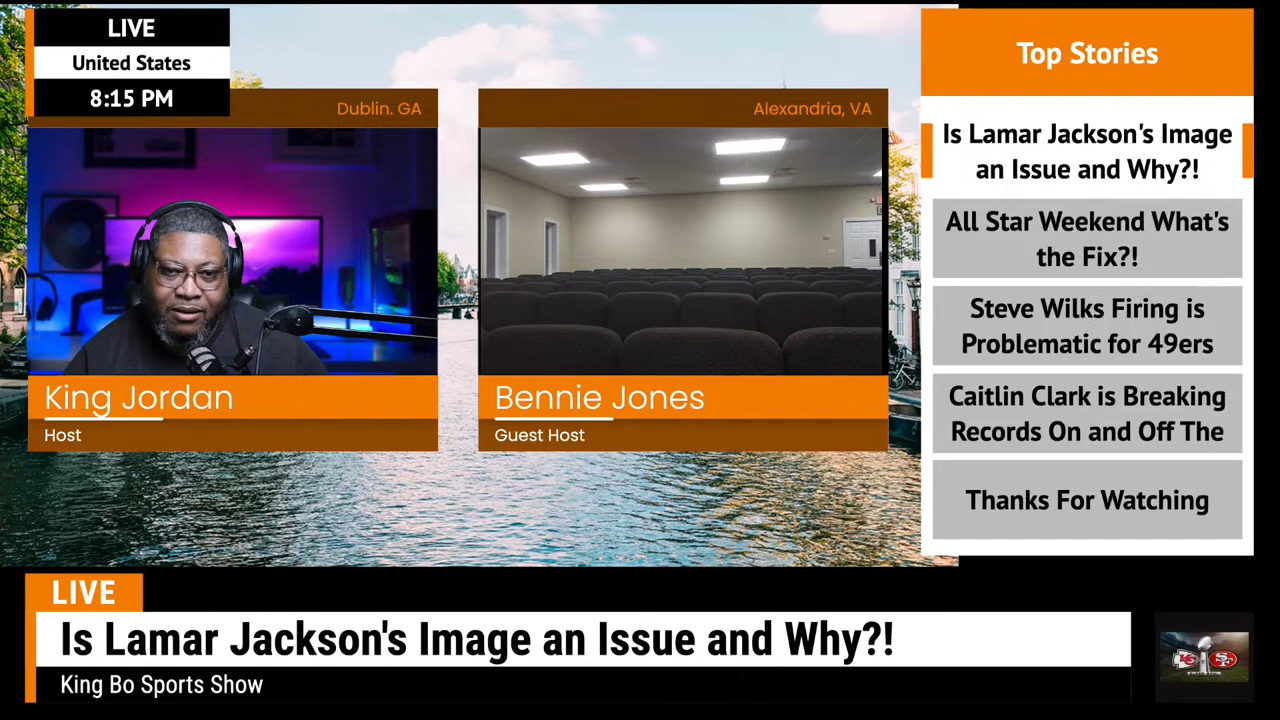 LIVE
United States
8:15 PM
Dublin. GA
King Jordan
Host
Alexandria, VA
Bennie Jones
Guest Host
Top Stories
Is Lamar Jackson's Image
an Issue and Why?!
All Star Weekend What's
the Fix?!
Steve Wilks Firing is
Problematic for 49ers
Caitlin Clark is Breaking
Records On and Off The
Thanks For Watching
LIVE
Is Lamar Jackson's Image an Issue and Why?!
King Bo Sports Show
SF